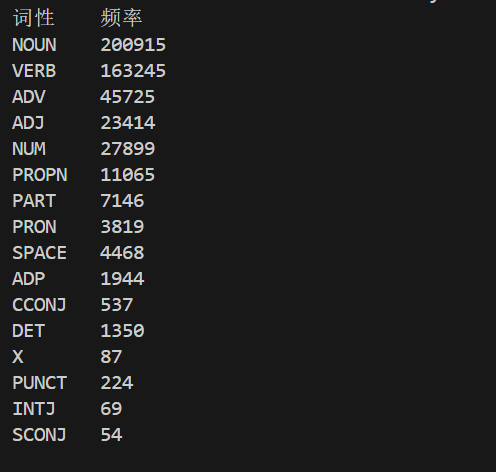 词性 频率
NOUN 200915
VERB 163245
ADV 45725
ADJ 23414
NUM 27899
PROPN 11065
PART 7146
PRON 3819
SPACE 4468
ADP 1944
CCONJ 537
DET 1350
X 87
PUNCT 224
INTJ 69
SCONJ 54